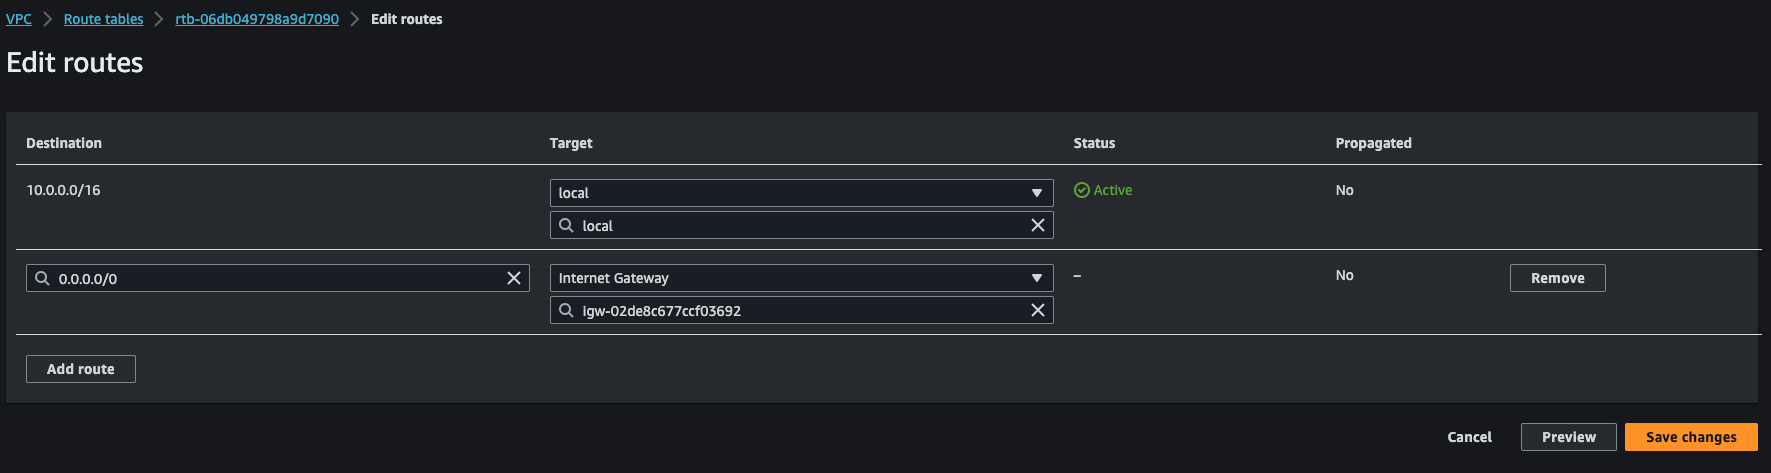 VPC Route tables rtb-06db049798a9d7090 Edit routes
Edit routes
Destination Target Status Propagated
10.0.0.0/16 local Active No
local
0.0.0.0/0 Internet Gateway – No Remove
igw-02de8c677ccf03692
Add route
Cancel Preview Save changes